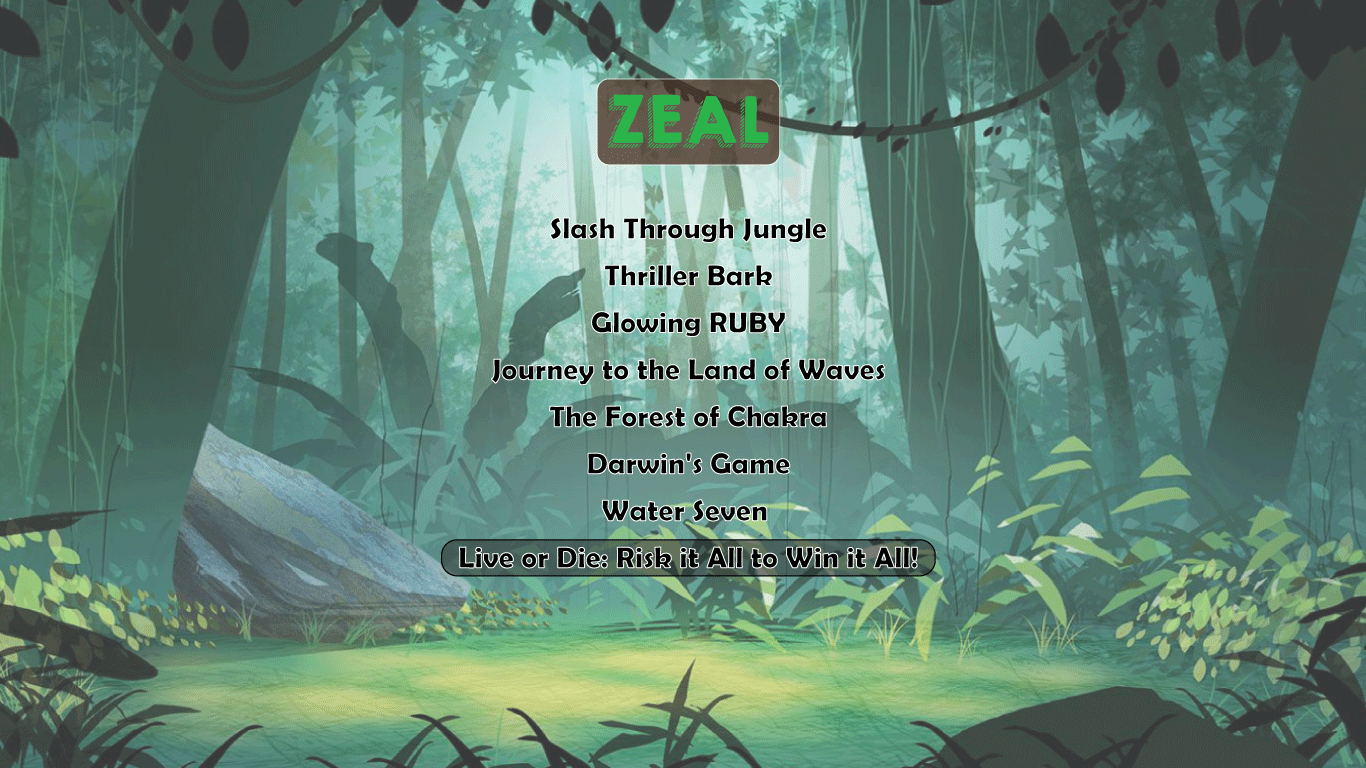 ZEAL
Slash Through Jungle
Thriller Bark
Glowing RUBY
Journey to the Land of Waves
The Forest of Chakra
Darwin's Game
Water Seven
Live or Die: Risk it All to Win it All!